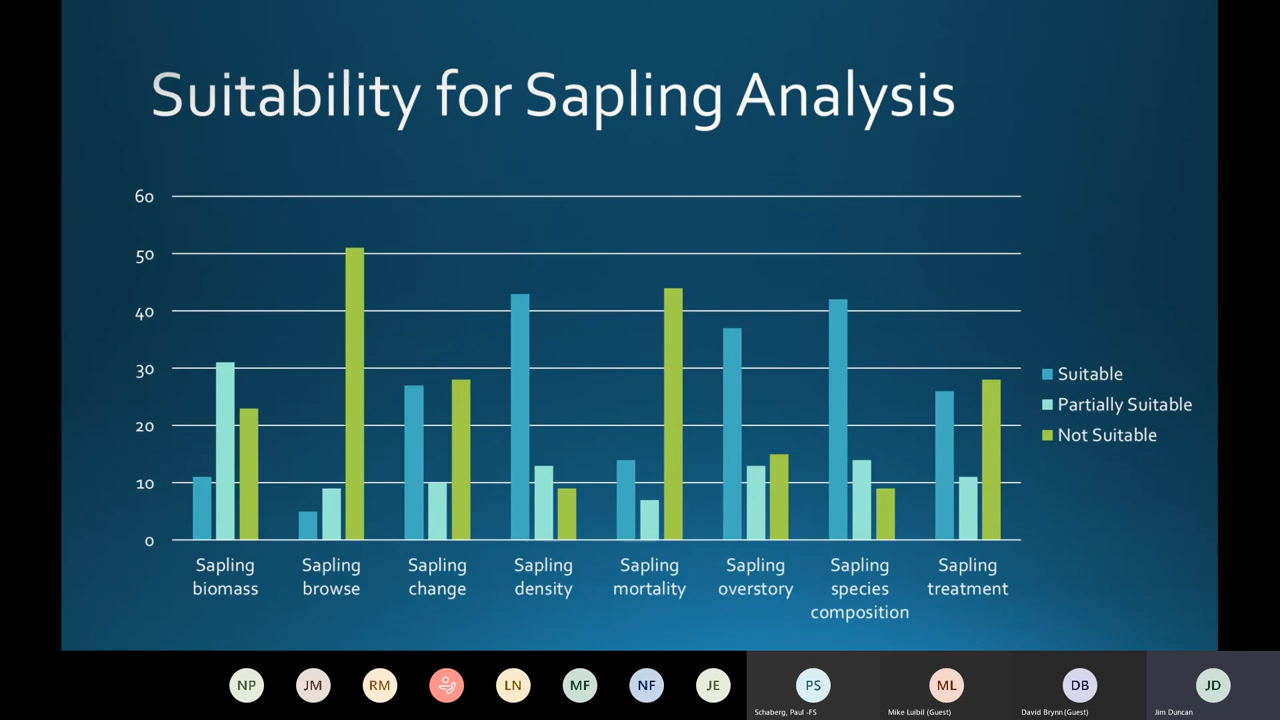 Suitability for Sapling Analysis
60
50
40
30
20
10
0
Sapling biomass
Sapling browse
Sapling change
Sapling density
Sapling mortality
Sapling overstory
Sapling species composition
Sapling treatment
Suitable
Partially Suitable
Not Suitable
NP
JM
RM
LN
MF
NF
JE
PS
ML
DB
JD
Schaberg, Paul -FS
Mike Luibil (Guest)
David Brynn (Guest)
Jim Duncan